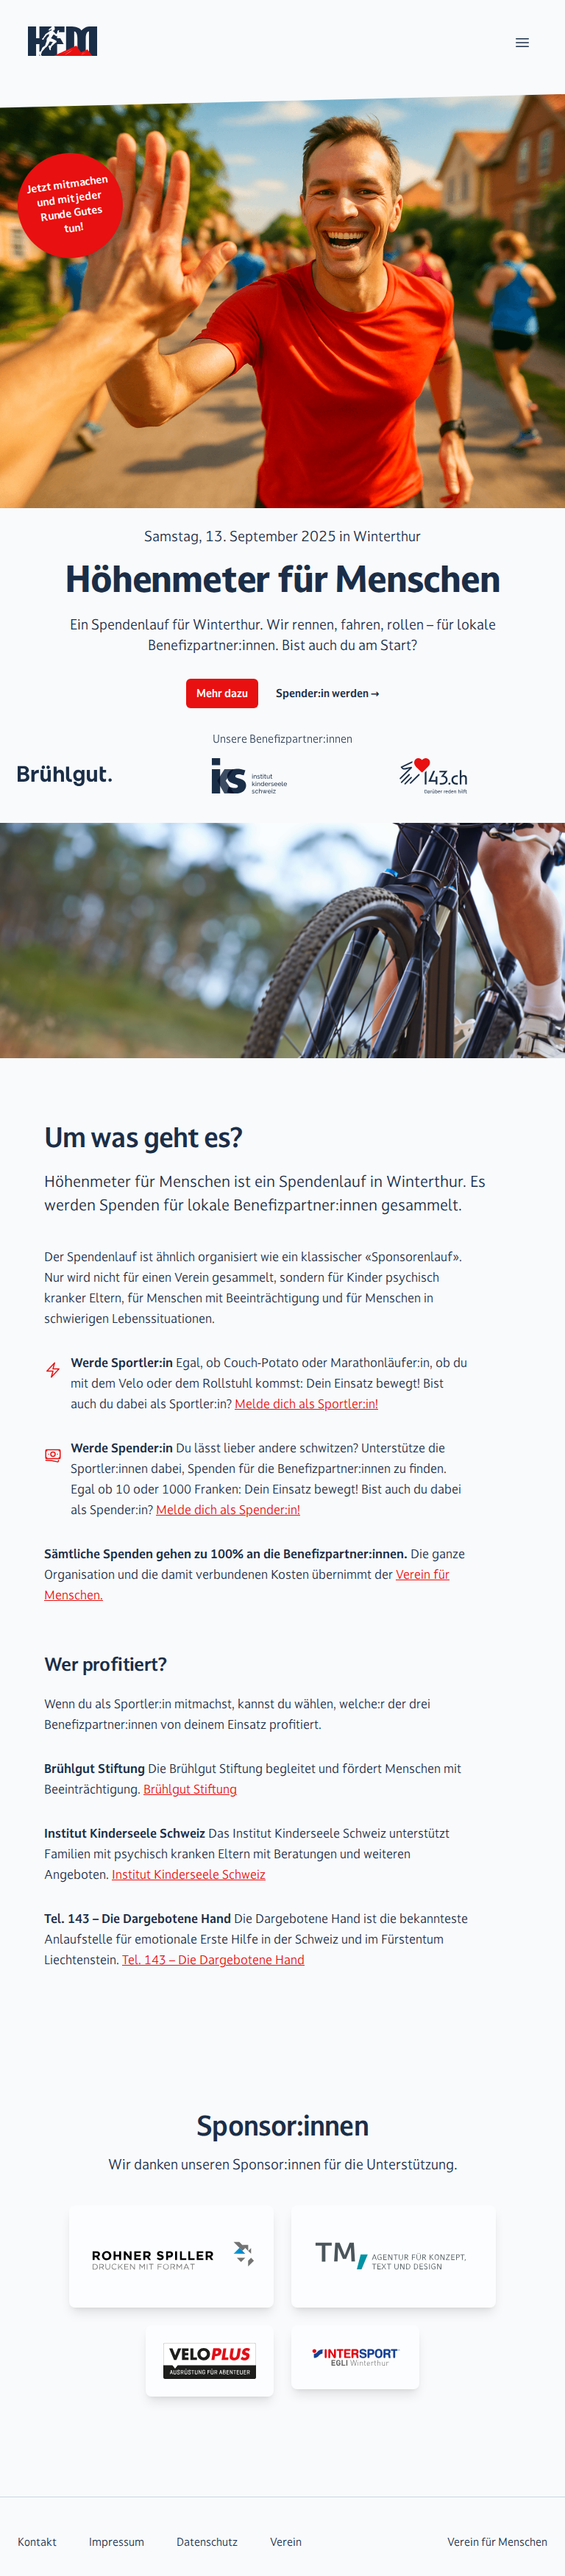 HFM
Jetzt mitmachen
und mit jeder
Runde Gutes
tun!
Samstag, 13. September 2025 in Winterthur
Höhenmeter für Menschen
Ein Spendenlauf für Winterthur. Wir rennen, fahren, rollen – für lokale
Benefizpartner:innen. Bist auch du am Start?
Mehr dazu
Spender:in werden →
Unsere Benefizpartner:innen
Brühlgut.
iks institut
kinderseele
schweiz
143.ch
Darüber reden hilft
Um was geht es?
Höhenmeter für Menschen ist ein Spendenlauf in Winterthur. Es
werden Spenden für lokale Benefizpartner:innen gesammelt.
Der Spendenlauf ist ähnlich organisiert wie ein klassischer «Sponsorenlauf».
Nur wird nicht für einen Verein gesammelt, sondern für Kinder psychisch
kranker Eltern, für Menschen mit Beeinträchtigung und für Menschen in
schwierigen Lebenssituationen.
Werde Sportler:in Egal, ob Couch-Potato oder Marathonläufer:in, ob du
mit dem Velo oder dem Rollstuhl kommst: Dein Einsatz bewegt! Bist
auch du dabei als Sportler:in? Melde dich als Sportler:in!
Werde Spender:in Du lässt lieber andere schwitzen? Unterstütze die
Sportler:innen dabei, Spenden für die Benefizpartner:innen zu finden.
Egal ob 10 oder 1000 Franken: Dein Einsatz bewegt! Bist auch du dabei
als Spender:in? Melde dich als Spender:in!
Sämtliche Spenden gehen zu 100% an die Benefizpartner:innen. Die ganze
Organisation und die damit verbundenen Kosten übernimmt der Verein für
Menschen.
Wer profitiert?
Wenn du als Sportler:in mitmachst, kannst du wählen, welche:r der drei
Benefizpartner:innen von deinem Einsatz profitiert.
Brühlgut Stiftung Die Brühlgut Stiftung begleitet und fördert Menschen mit
Beeinträchtigung. Brühlgut Stiftung
Institut Kinderseele Schweiz Das Institut Kinderseele Schweiz unterstützt
Familien mit psychisch kranken Eltern mit Beratungen und weiteren
Angeboten. Institut Kinderseele Schweiz
Tel. 143 – Die Dargebotene Hand Die Dargebotene Hand ist die bekannteste
Anlaufstelle für emotionale Erste Hilfe in der Schweiz und im Fürstentum
Liechtenstein. Tel. 143 – Die Dargebotene Hand
Sponsor:innen
Wir danken unseren Sponsor:innen für die Unterstützung.
ROHNER SPILLER
DRUCKEN MIT FORMAT
TM
AGENTUR FÜR KONZEPT,
TEXT UND DESIGN
VELOPLUS
AUSRÜSTUNG FÜR ABENTEUER
INTERSPORT
EGLI Winterthur
Kontakt
Impressum
Datenschutz
Verein
Verein für Menschen